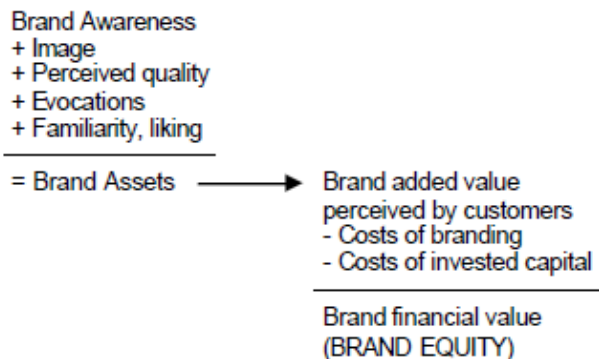 Brand Awareness
+ Image
+ Perceived quality
+ Evocations
+ Familiarity, liking
= Brand Assets
Brand added value
perceived by customers
- Costs of branding
- Costs of invested capital
Brand financial value
(BRAND EQUITY)